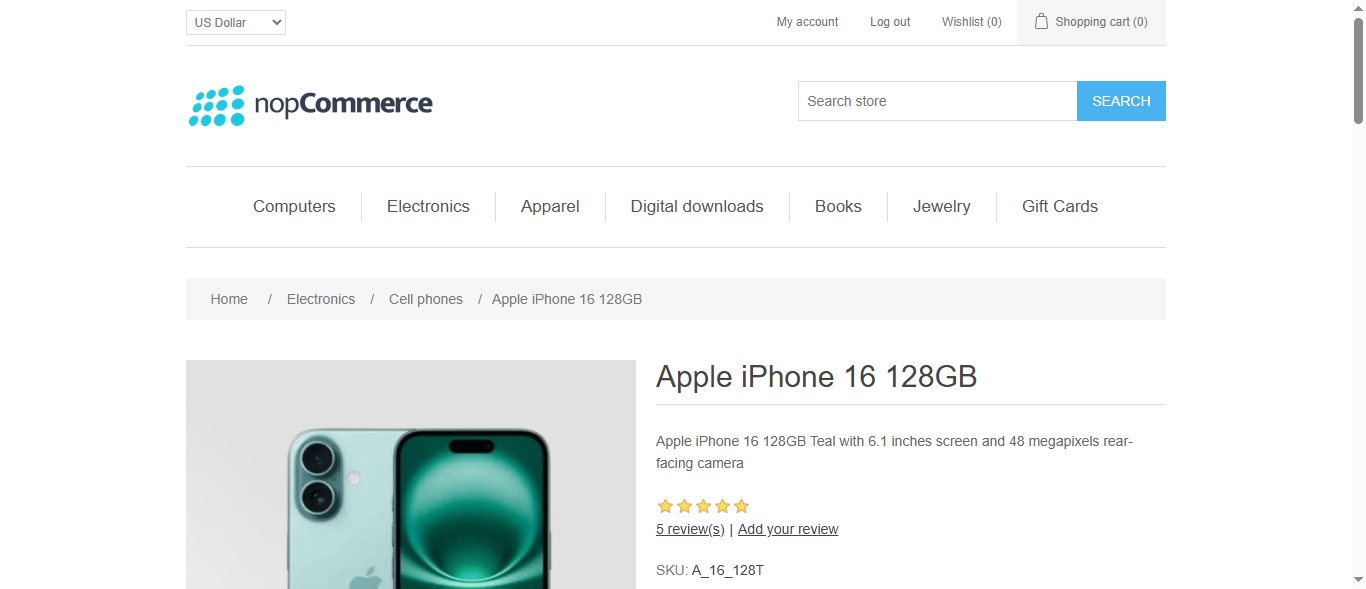 US Dollar
My account
Log out
Wishlist (0)
Shopping cart (0)
nopCommerce
Search store
SEARCH
Computers
Electronics
Apparel
Digital downloads
Books
Jewelry
Gift Cards
Home / Electronics / Cell phones / Apple iPhone 16 128GB
Apple iPhone 16 128GB
Apple iPhone 16 128GB Teal with 6.1 inches screen and 48 megapixels rear-
facing camera
5 review(s) | Add your review
SKU: A_16_128T